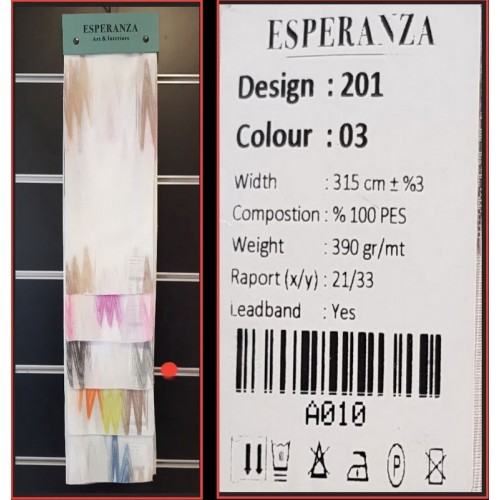 ESPERANZA
Art & Interiors
ESPERANZA
Design : 201
Colour : 03
Width : 315 cm ± %3
Compostion : % 100 PES
Weight : 390 gr/mt
Raport (x/y) : 21/33
Leadband : Yes
A010
P